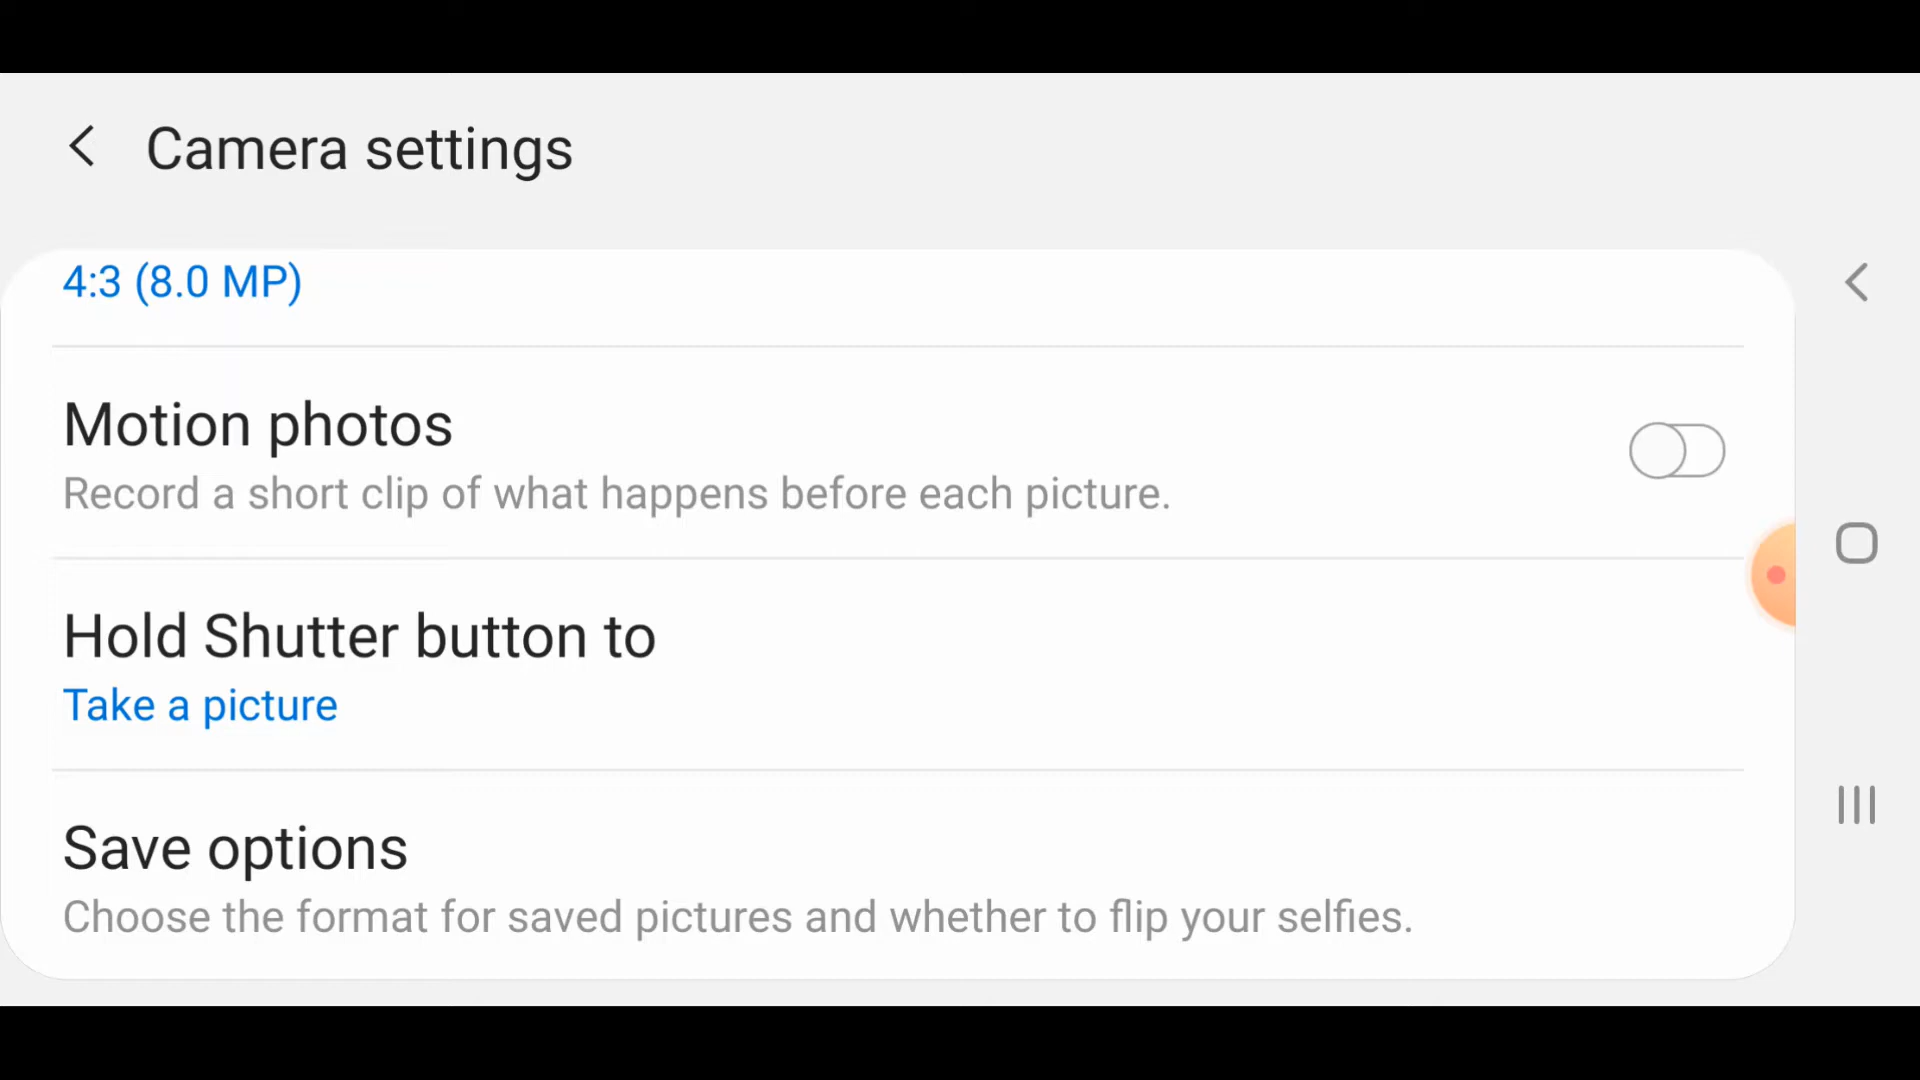 Camera settings
4:3 (8.0 MP)
Motion photos
Record a short clip of what happens before each picture.
Hold Shutter button to
Take a picture
Save options
Choose the format for saved pictures and whether to flip your selfies.